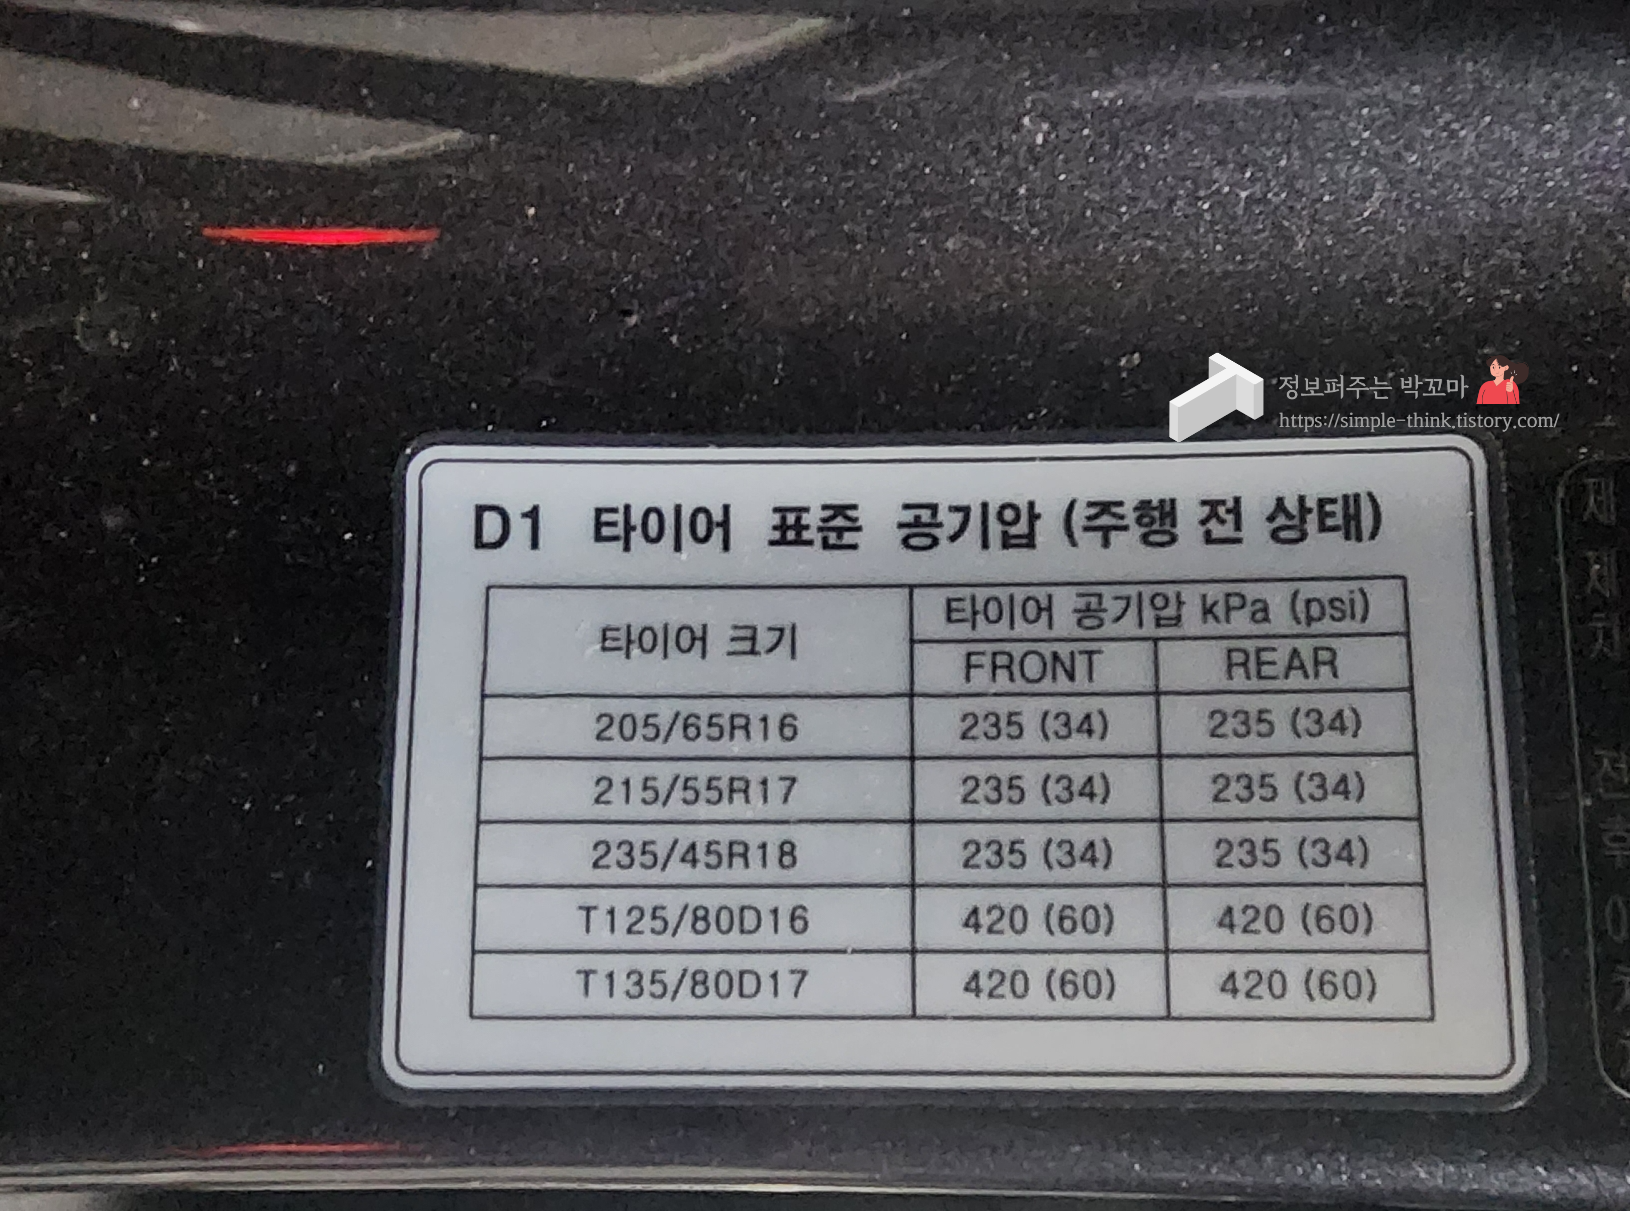 정보퍼주는 박꼬마
https://simple-think.tistory.com/
D1 타이어 표준 공기압 (주행 전 상태)
타이어 크기 타이어 공기압 kPa (psi)
FRONT REAR
205/65R16 235 (34) 235 (34)
215/55R17 235 (34) 235 (34)
235/45R18 235 (34) 235 (34)
T125/80D16 420 (60) 420 (60)
T135/80D17 420 (60) 420 (60)